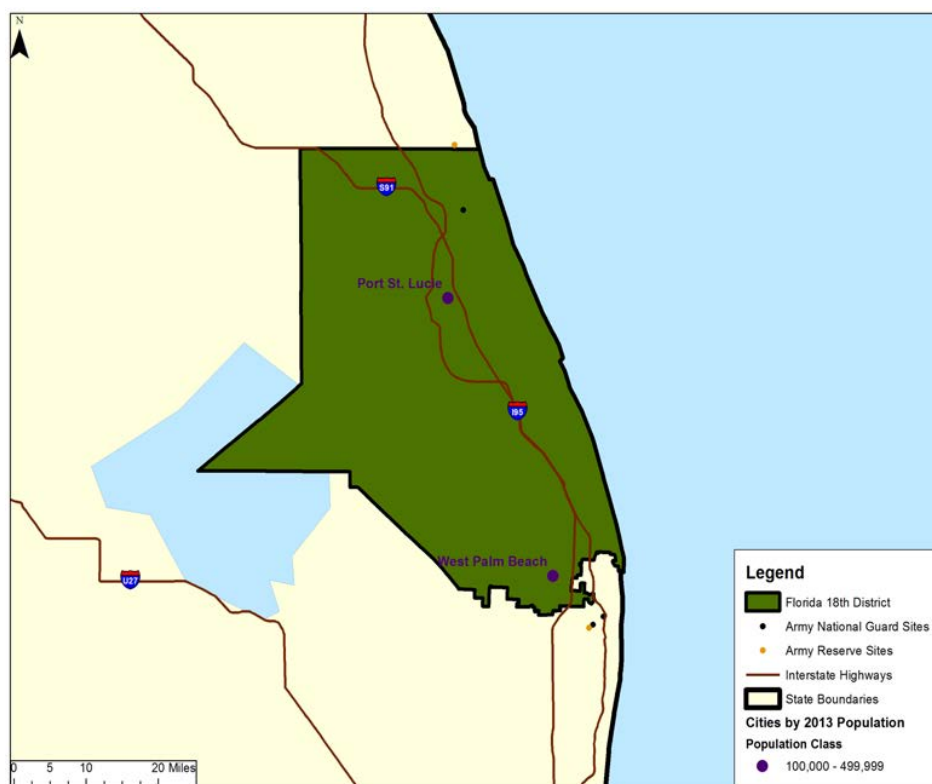 N
S91
Port St. Lucie
I95
West Palm Beach
U27
Legend
Florida 18th District
Army National Guard Sites
Army Reserve Sites
Interstate Highways
State Boundaries
Cities by 2013 Population
Population Class
100,000 - 499,999
0 5 10 20 Miles